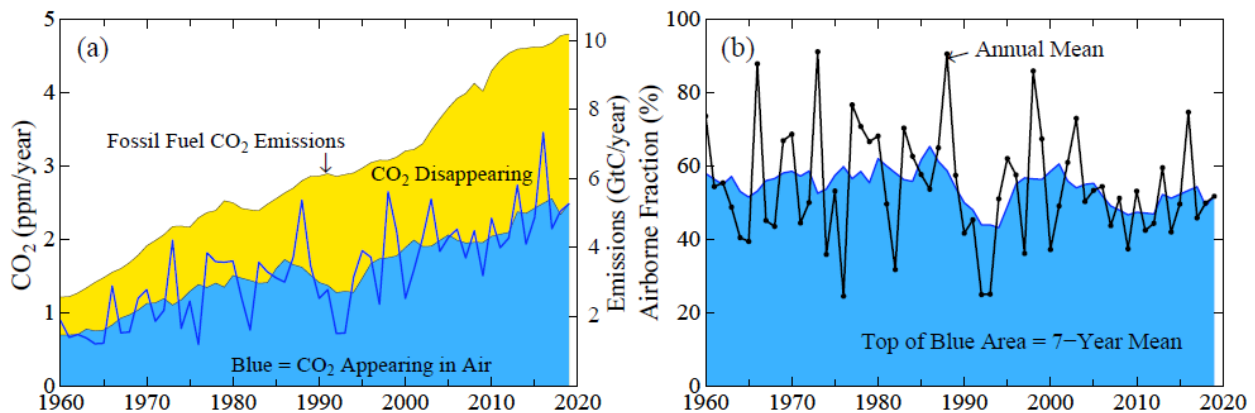 (a)
5
4
3
2
1
0
CO₂ (ppm/year)
Fossil Fuel CO₂ Emissions
CO₂ Disappearing
Blue = CO₂ Appearing in Air
10
8
6
4
2
Emissions (GtC/year)
1960 1970 1980 1990 2000 2010 2020
(b)
100
80
60
40
20
0
Airborne Fraction (%)
Annual Mean
Top of Blue Area = 7−Year Mean
1960 1970 1980 1990 2000 2010 2020